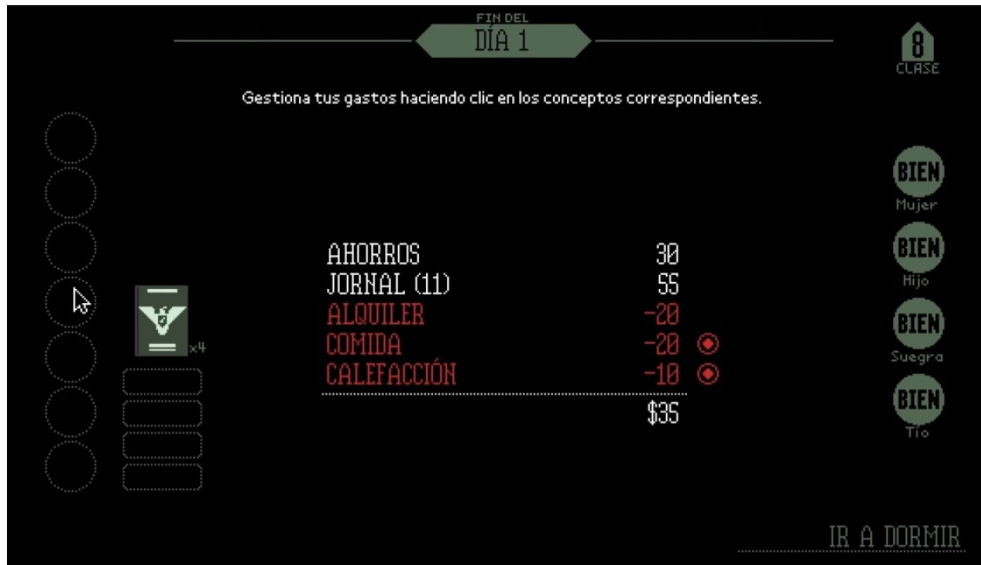 FIN DEL
DÍA 1
8
CLASE
Gestiona tus gastos haciendo clic en los conceptos correspondientes.
BIEN
Mujer
AHORROS 30
BIEN
JORNAL (11) 55
Hijo
ALQUILER -20
BIEN
COMIDA -20
x4
Suegra
CALEFACCIÓN -10
BIEN
$35
Tío
IR A DORMIR